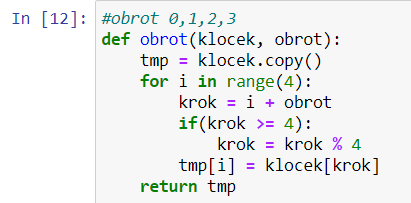 In [12]: #obrot 0,1,2,3
def obrot(klocek, obrot):
    tmp = klocek.copy()
    for i in range(4):
        krok = i + obrot
        if(krok >= 4):
            krok = krok % 4
        tmp[i] = klocek[krok]
    return tmp